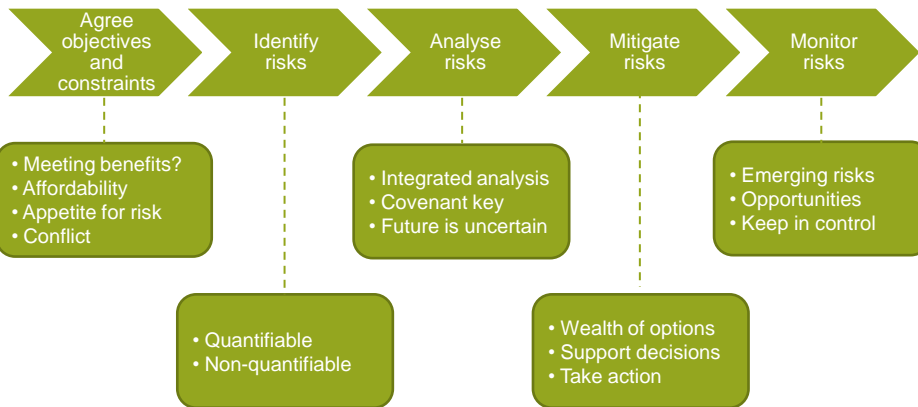 Agree
objectives
and
constraints
Identify
risks
Analyse
risks
Mitigate
risks
Monitor
risks
• Meeting benefits?
• Affordability
• Appetite for risk
• Conflict
• Integrated analysis
• Covenant key
• Future is uncertain
• Emerging risks
• Opportunities
• Keep in control
• Quantifiable
• Non-quantifiable
• Wealth of options
• Support decisions
• Take action